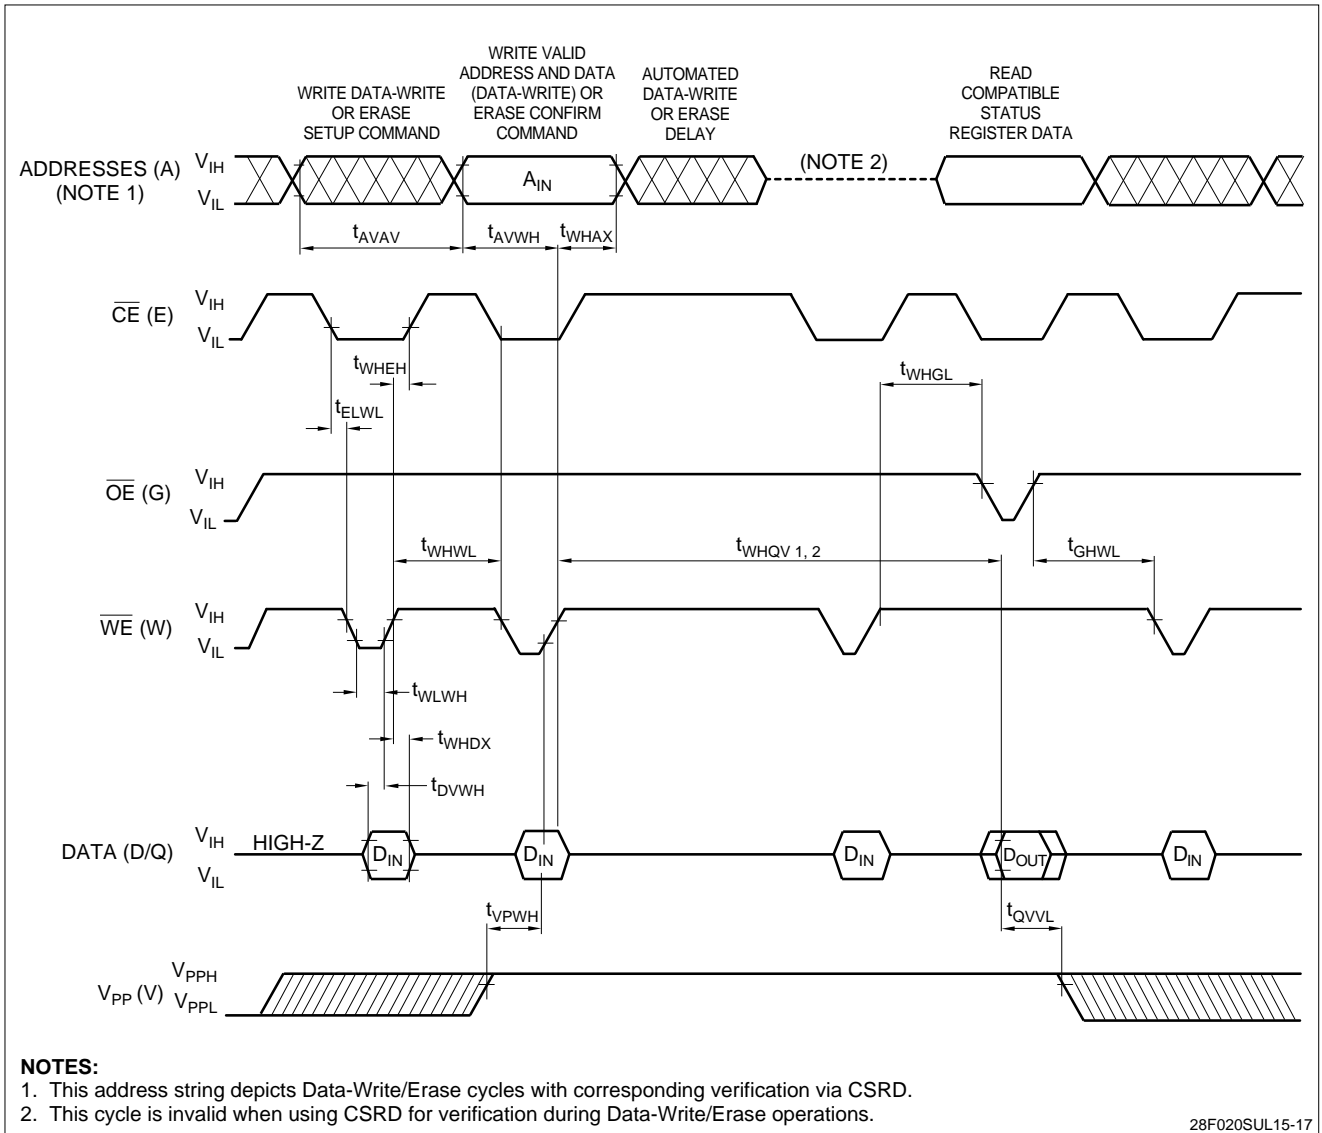 WRITE DATA-WRITE
OR ERASE
SETUP COMMAND
WRITE VALID
ADDRESS AND DATA
(DATA-WRITE) OR
ERASE CONFIRM
COMMAND
AUTOMATED
DATA-WRITE
OR ERASE
DELAY
READ
COMPATIBLE
STATUS
REGISTER DATA
ADDRESSES (A)
(NOTE 1)
VIH
VIL
AIN
(NOTE 2)
tAVAV
tAVWH
tWHAX
CE (E)
VIH
VIL
tWHEH
tWHGL
tELWL
OE (G)
VIH
VIL
tWHWL
tWHQV 1, 2
tGHWL
WE (W)
VIH
VIL
tWLWH
tWHDX
tDVWH
DATA (D/Q)
VIH
VIL
HIGH-Z
DIN
DIN
DIN
DOUT
DIN
tVPWH
tQVVL
VPP (V)
VPPH
VPPL
NOTES:
1. This address string depicts Data-Write/Erase cycles with corresponding verification via CSRD.
2. This cycle is invalid when using CSRD for verification during Data-Write/Erase operations.
28F020SUL15-17